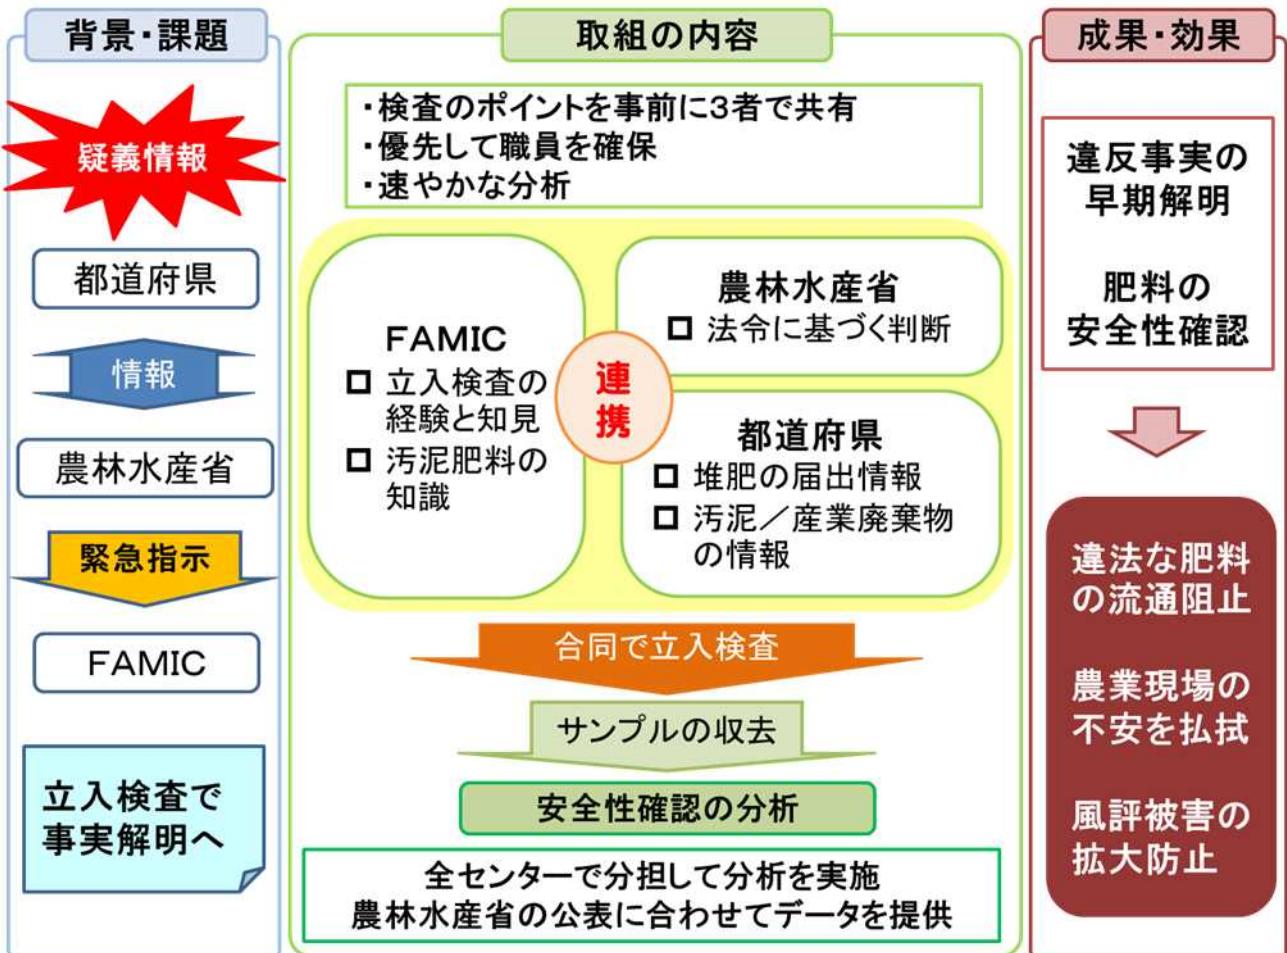 背景・課題
疑義情報
都道府県
情報
農林水産省
緊急指示
FAMIC
立入検査で
事実解明へ
取組の内容
・検査のポイントを事前に3者で共有
・優先して職員を確保
・速やかな分析
FAMIC
□ 立入検査の
経験と知見
□ 汚泥肥料の
知識
連
携
農林水産省
□ 法令に基づく判断
都道府県
□ 堆肥の届出情報
□ 汚泥/産業廃棄物
の情報
合同で立入検査
サンプルの収去
安全性確認の分析
全センターで分担して分析を実施
農林水産省の公表に合わせてデータを提供
成果・効果
違反事実の
早期解明
肥料の
安全性確認
違法な肥料
の流通阻止
農業現場の
不安を払拭
風評被害の
拡大防止